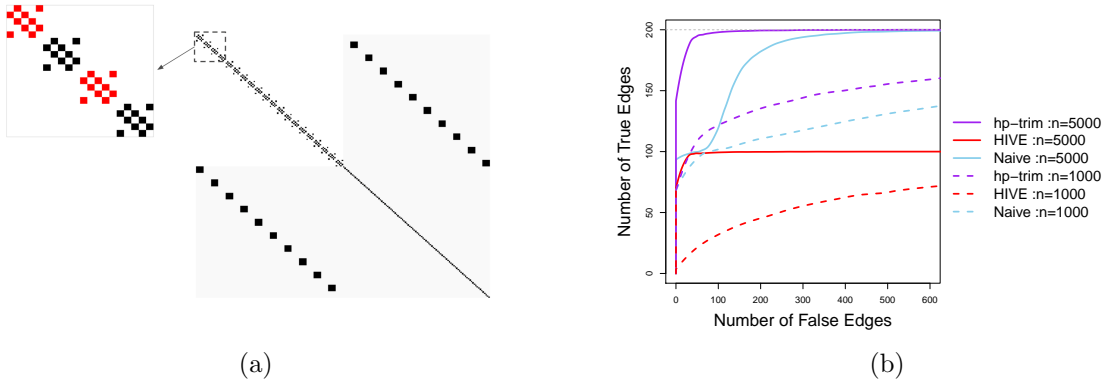 200
150
100
50
0
Number of True Edges
0 100 200 300 400 500 600
Number of False Edges
hp−trim :n=5000
HIVE :n=5000
Naive :n=5000
hp−trim :n=1000
HIVE :n=1000
Naive :n=1000
(a)
(b)